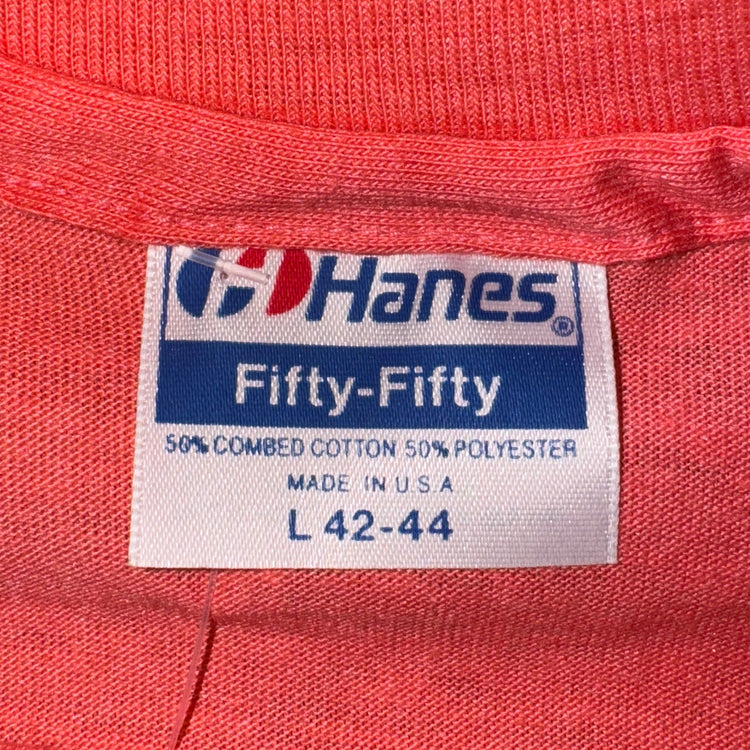 Hanes®
Fifty-Fifty
50% COMBED COTTON 50% POLYESTER
MADE IN U.S.A
L 42-44